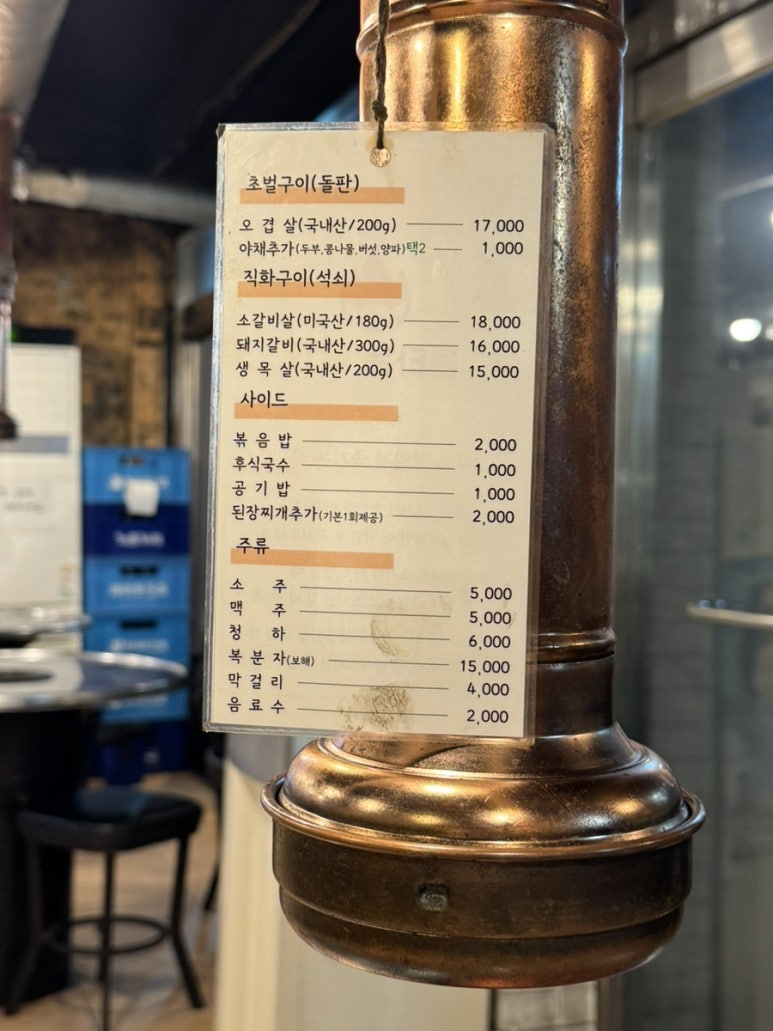 초벌구이(돌판)
오 겹 살(국내산/200g) 17,000
야채추가(두부,콩나물,버섯,양파)택2 1,000
직화구이(석쇠)
소갈비살(미국산/180g) 18,000
돼지갈비(국내산/300g) 16,000
생 목 살(국내산/200g) 15,000
사이드
볶 음 밥 2,000
후식국수 1,000
공 기 밥 1,000
된장찌개추가(기본1회제공) 2,000
주류
소 주 5,000
맥 주 5,000
청 하 6,000
복 분 자(보해) 15,000
막 걸 리 4,000
음 료 수 2,000